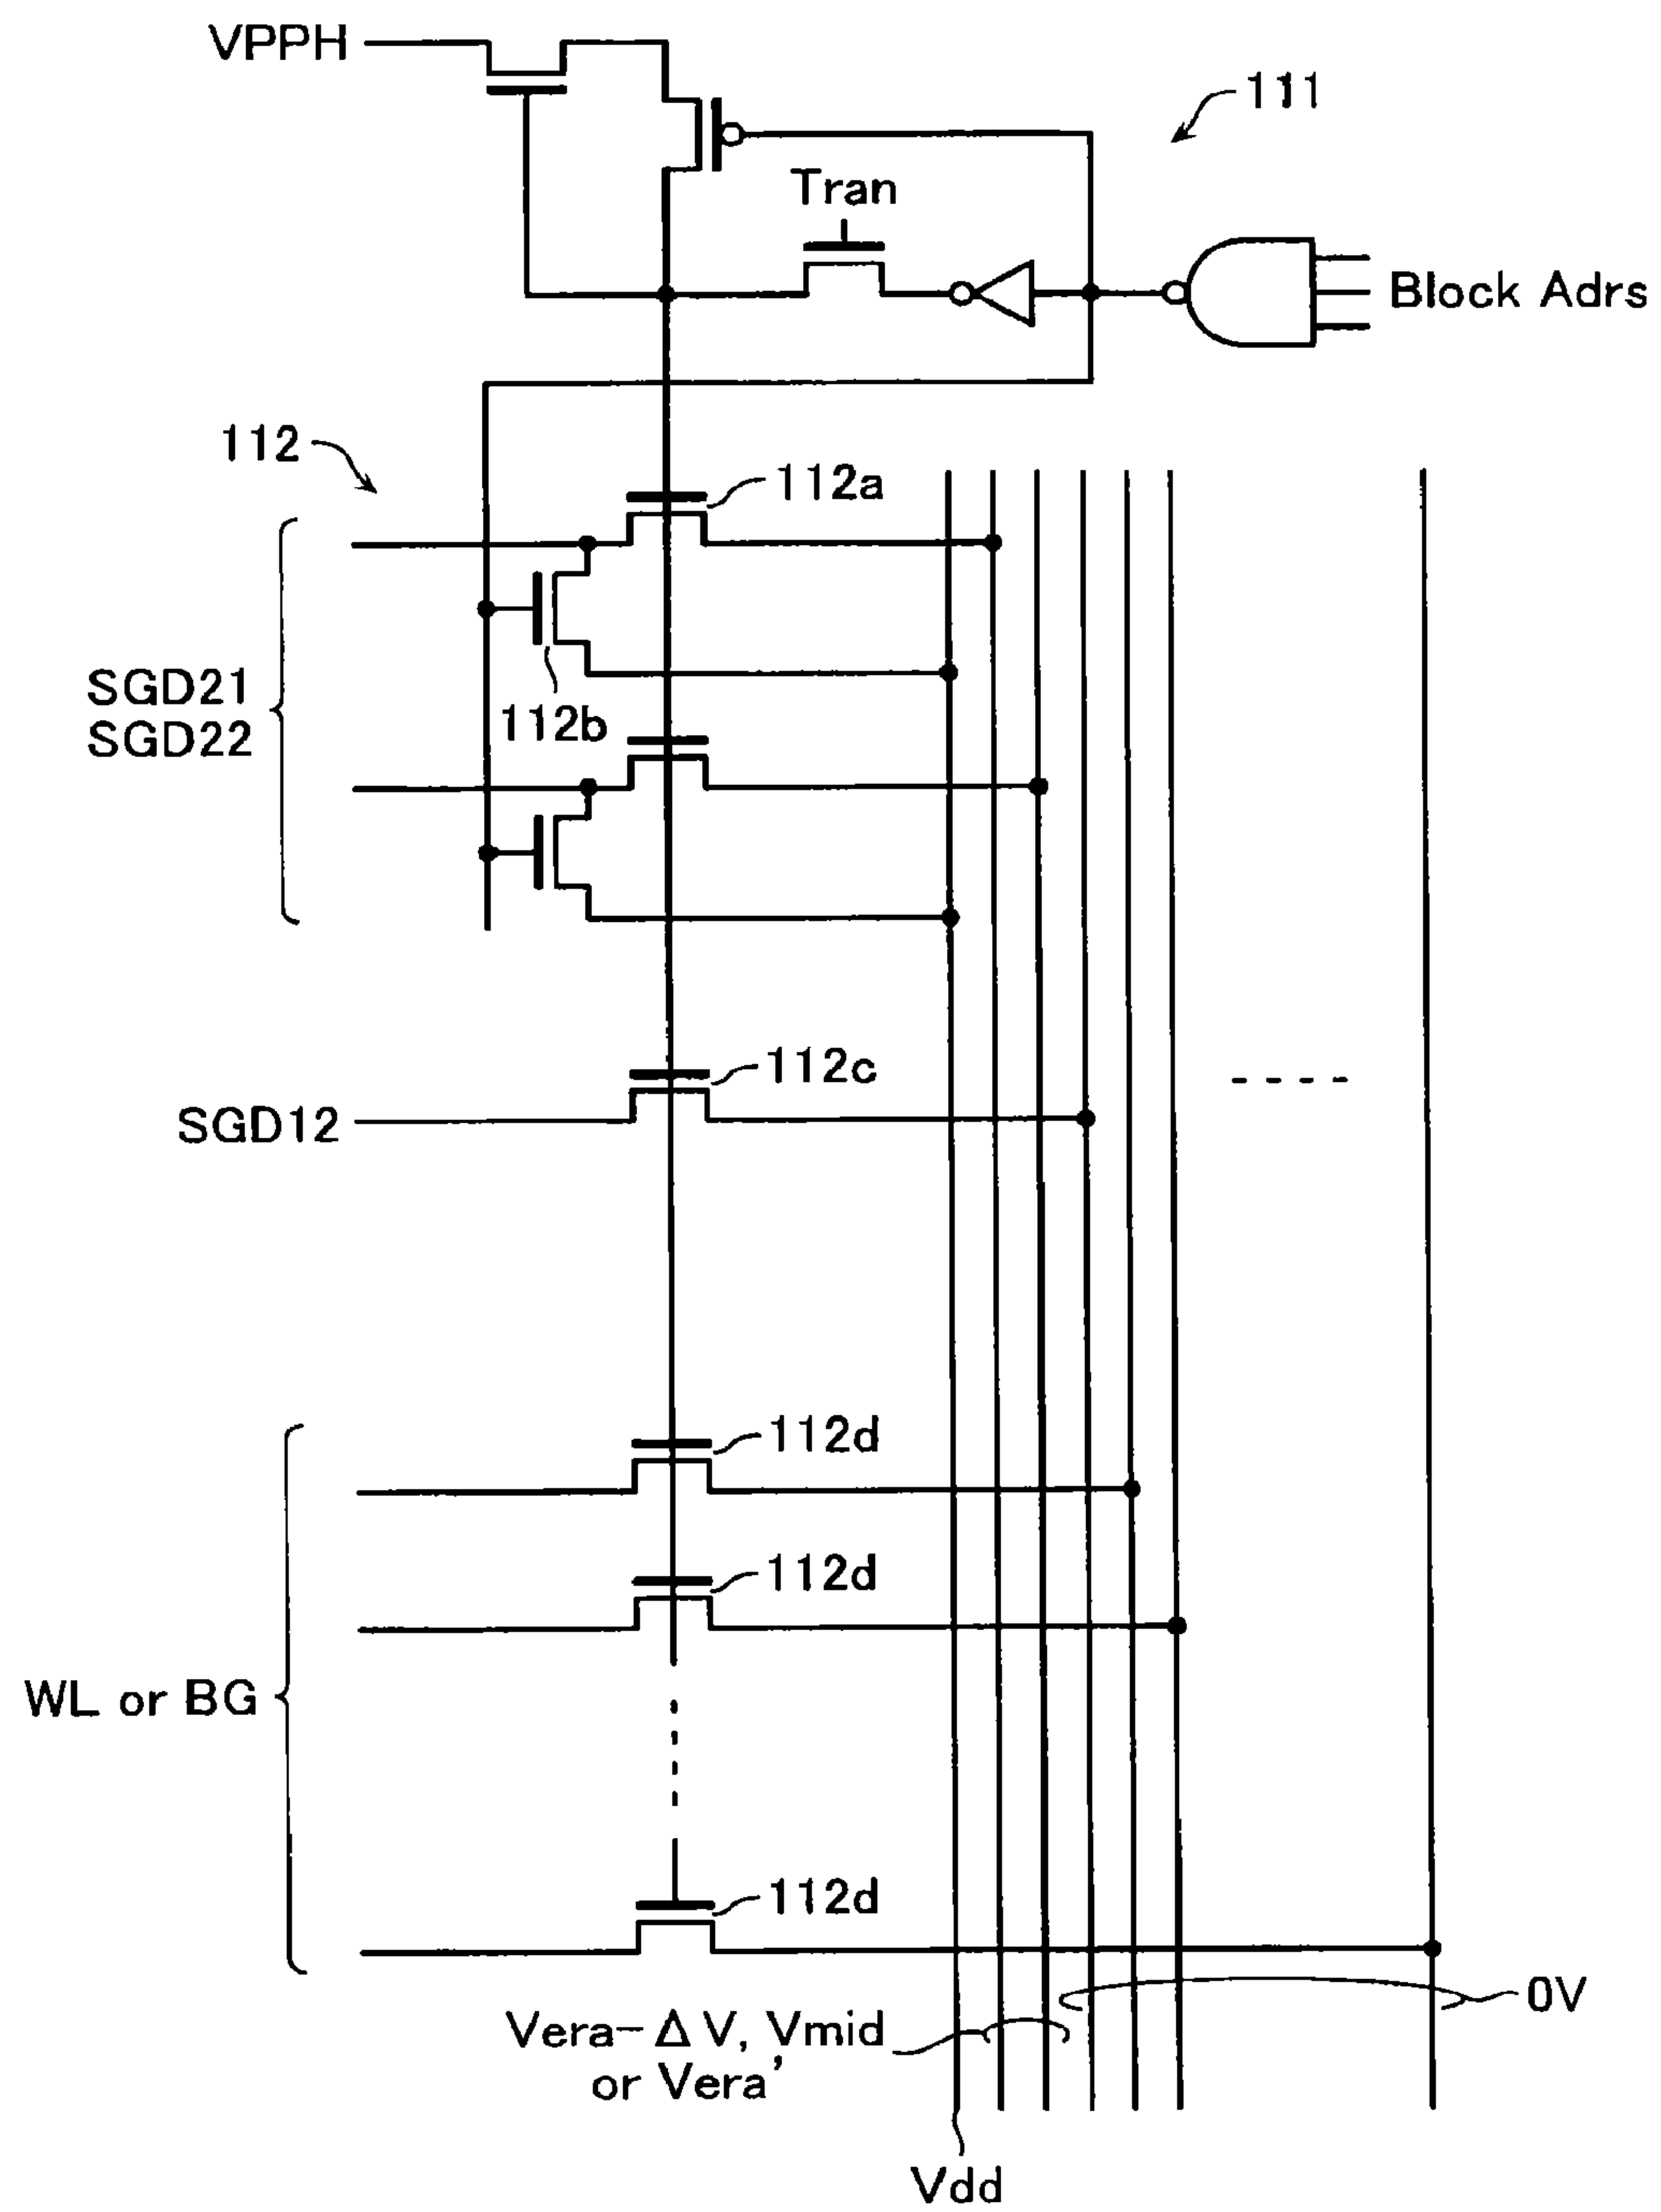 VPPH
111
Tran
Block Adrs
112
112a
SGD21
SGD22
112b
112c
SGD12
112d
112d
WL or BG
112d
0V
Vera-ΔV, Vmid
or Vera'
Vdd